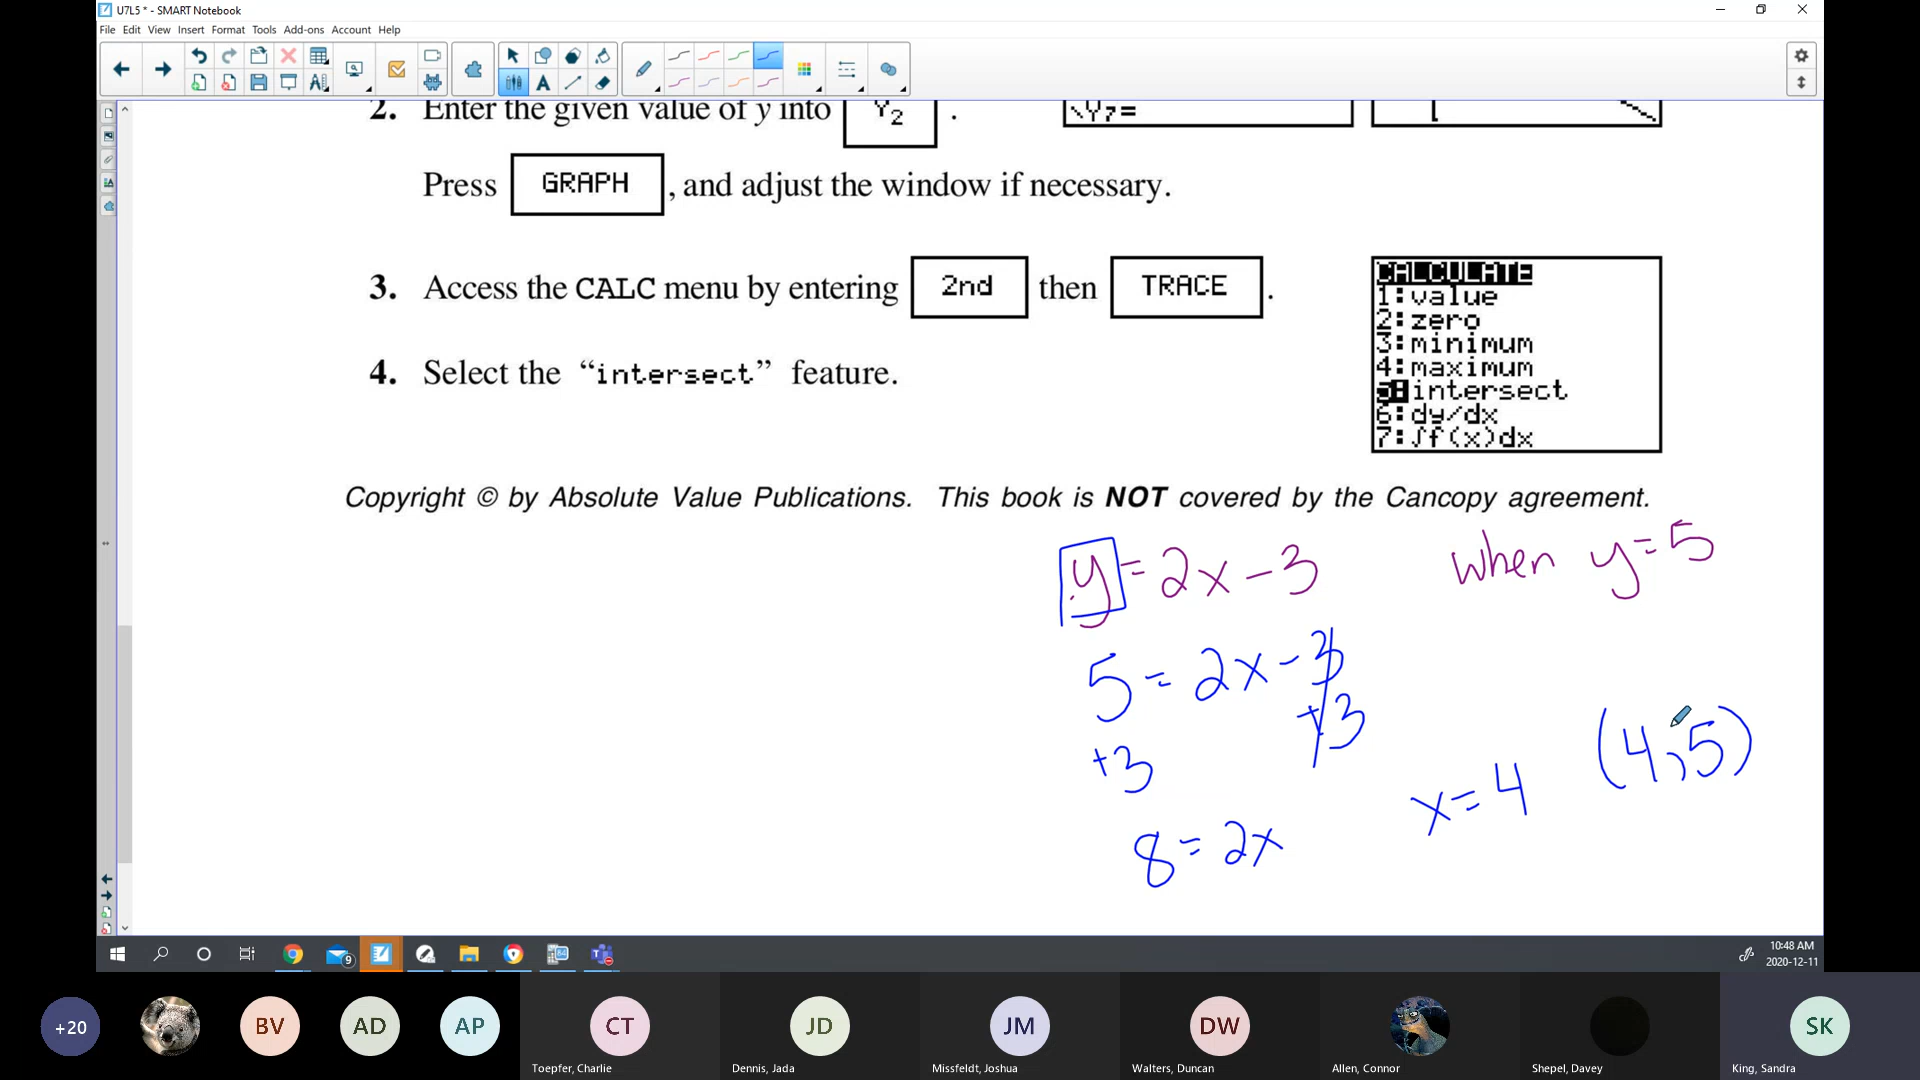 U7L5 * - SMART Notebook
File Edit View Insert Format Tools Add-ons Account Help
2. Enter the given value of y into Y2 .
\Y7=
Press GRAPH , and adjust the window if necessary.
3. Access the CALC menu by entering 2nd then TRACE .
4. Select the “intersect” feature.
CALCULATE
1:value
2:zero
3:minimum
4:maximum
5:intersect
6:dy/dx
7:∫f(x)dx
Copyright © by Absolute Value Publications. This book is NOT covered by the Cancopy agreement.
y = 2x - 3 when y = 5
5 = 2x - 3
+3 +3
8 = 2x
x = 4
(4,5)
9
10:48 AM
2020-12-11
+20
BV
AD
AP
CT
JD
JM
DW
SK
Toepfer, Charlie
Dennis, Jada
Missfeldt, Joshua
Walters, Duncan
Allen, Connor
Shepel, Davey
King, Sandra